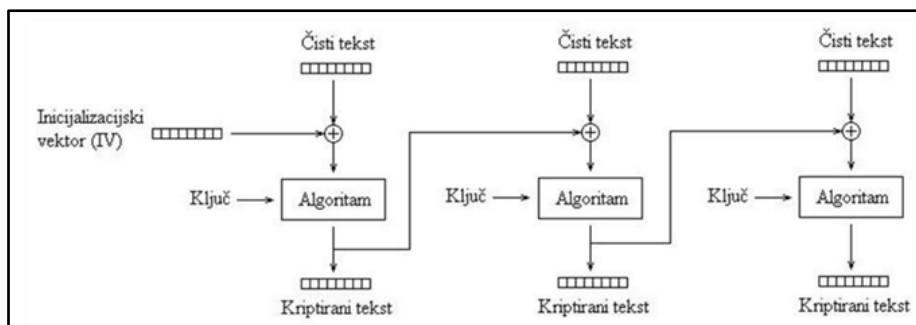 Čisti tekst
Čisti tekst
Čisti tekst
Inicijalizacijski
vektor (IV)
Ključ
Algoritam
Ključ
Algoritam
Ključ
Algoritam
Kriptirani tekst
Kriptirani tekst
Kriptirani tekst